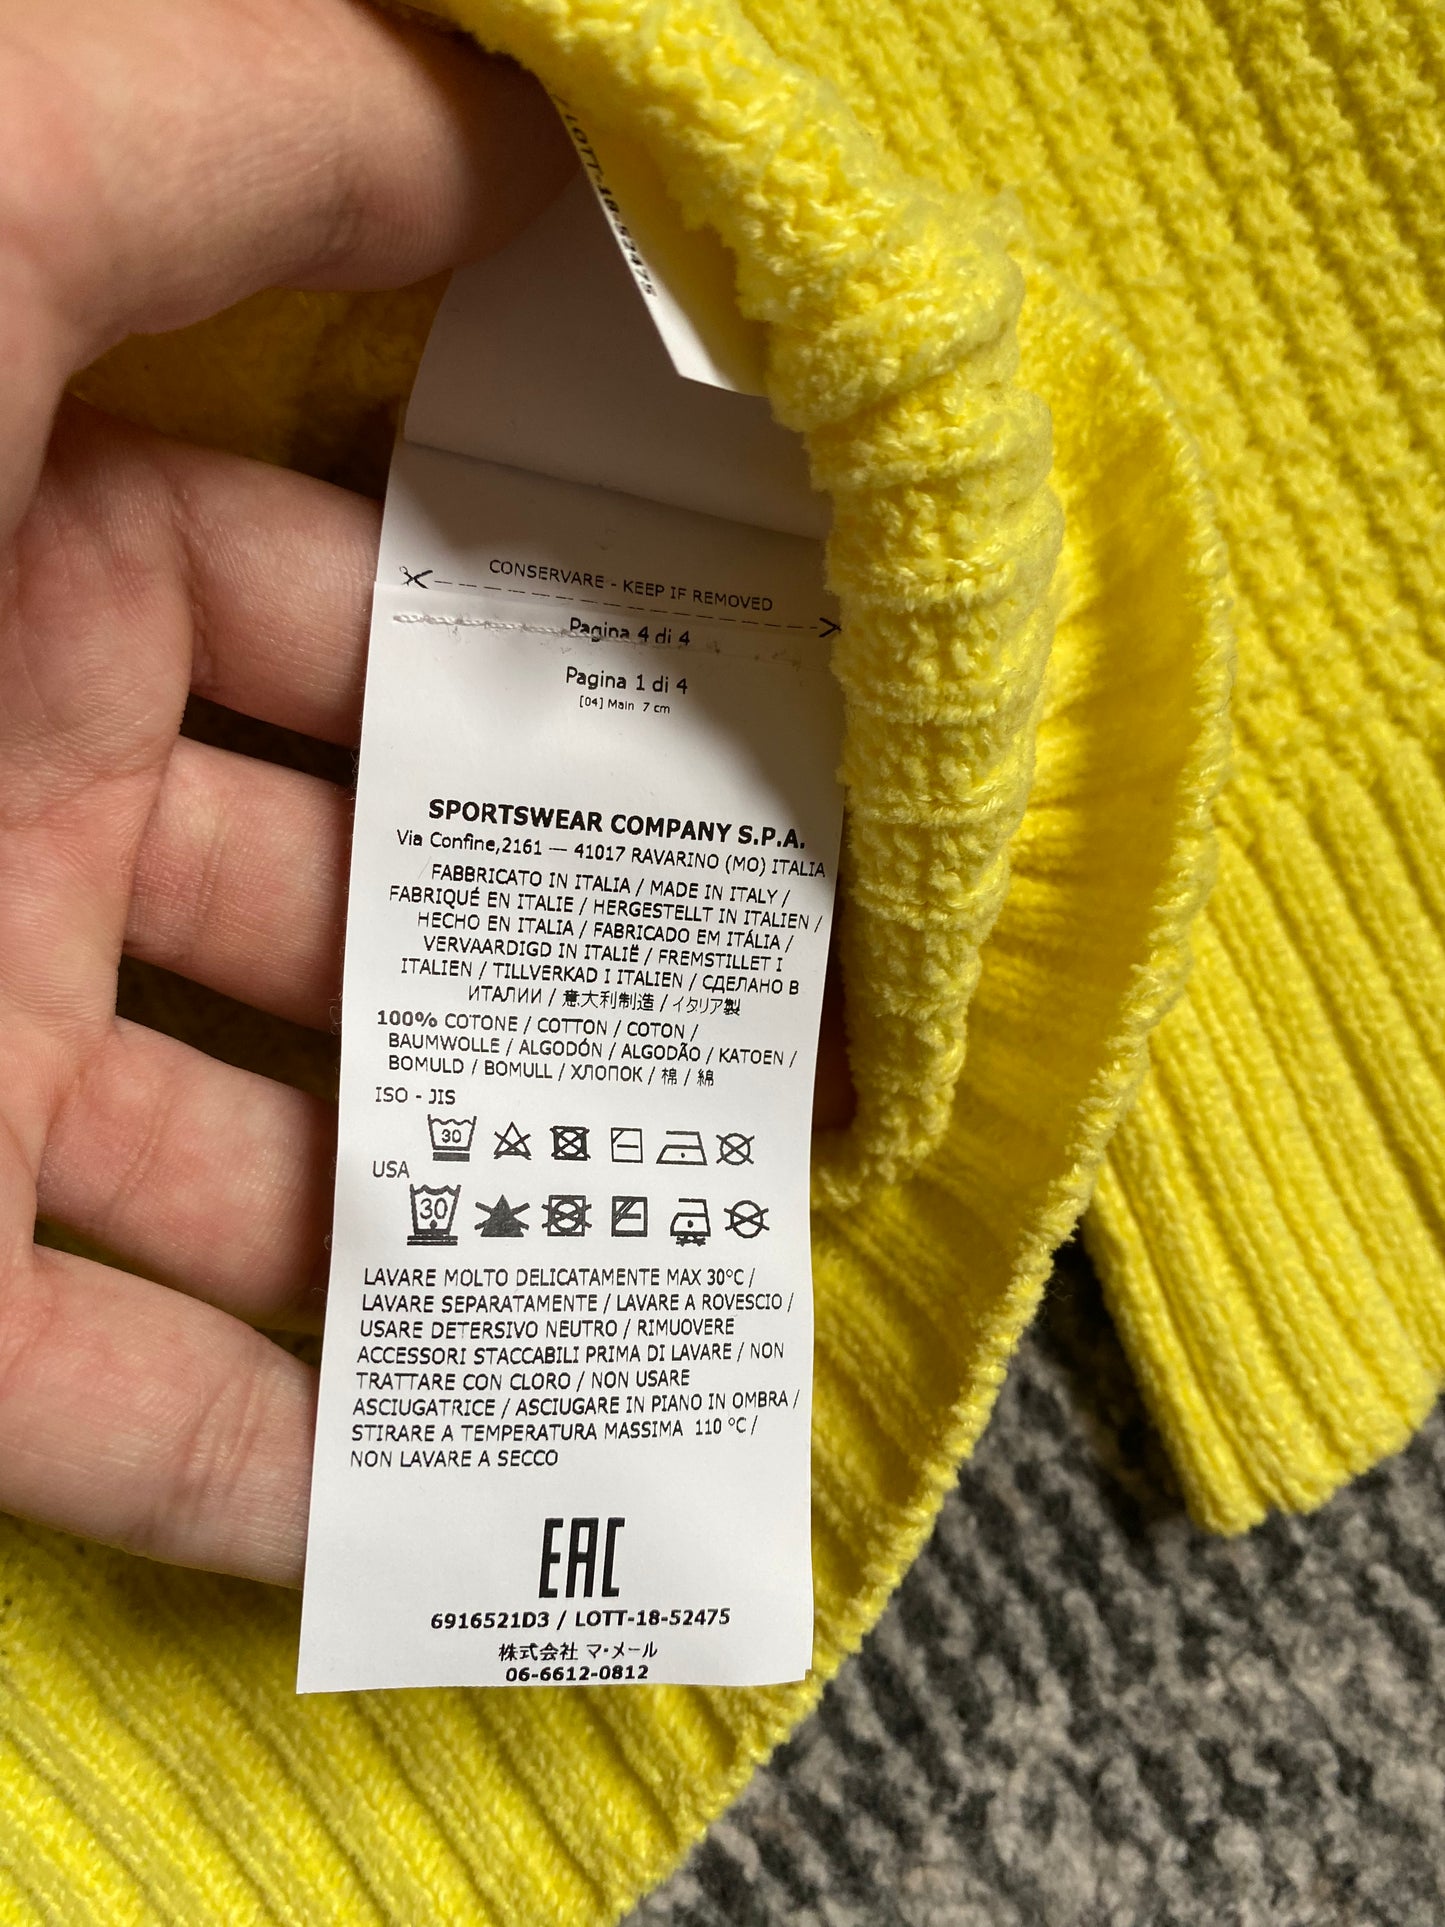 LOTT-18-52475
CONSERVARE - KEEP IF REMOVED
Pagina 4 di 4
Pagina 1 di 4
[04] Main 7 cm
SPORTSWEAR COMPANY S.P.A.
Via Confine,2161 — 41017 RAVARINO (MO) ITALIA
FABBRICATO IN ITALIA / MADE IN ITALY /
FABRIQUÉ EN ITALIE / HERGESTELLT IN ITALIEN /
HECHO EN ITALIA / FABRICADO EM ITÁLIA /
VERVAARDIGD IN ITALIË / FREMSTILLET I
ITALIEN / TILLVERKAD I ITALIEN / СДЕЛАНО В
ИТАЛИИ / 意大利制造 / イタリア製
100% COTONE / COTTON / COTON /
BAUMWOLLE / ALGODÓN / ALGODÃO / KATOEN /
BOMULD / BOMULL / ХЛОПОК / 棉 / 綿
ISO - JIS
30
USA
30
LAVARE MOLTO DELICATAMENTE MAX 30°C /
LAVARE SEPARATAMENTE / LAVARE A ROVESCIO /
USARE DETERSIVO NEUTRO / RIMUOVERE
ACCESSORI STACCABILI PRIMA DI LAVARE / NON
TRATTARE CON CLORO / NON USARE
ASCIUGATRICE / ASCIUGARE IN PIANO IN OMBRA /
STIRARE A TEMPERATURA MASSIMA 110 °C /
NON LAVARE A SECCO
EAC
6916521D3 / LOTT-18-52475
株式会社 マ・メール
06-6612-0812